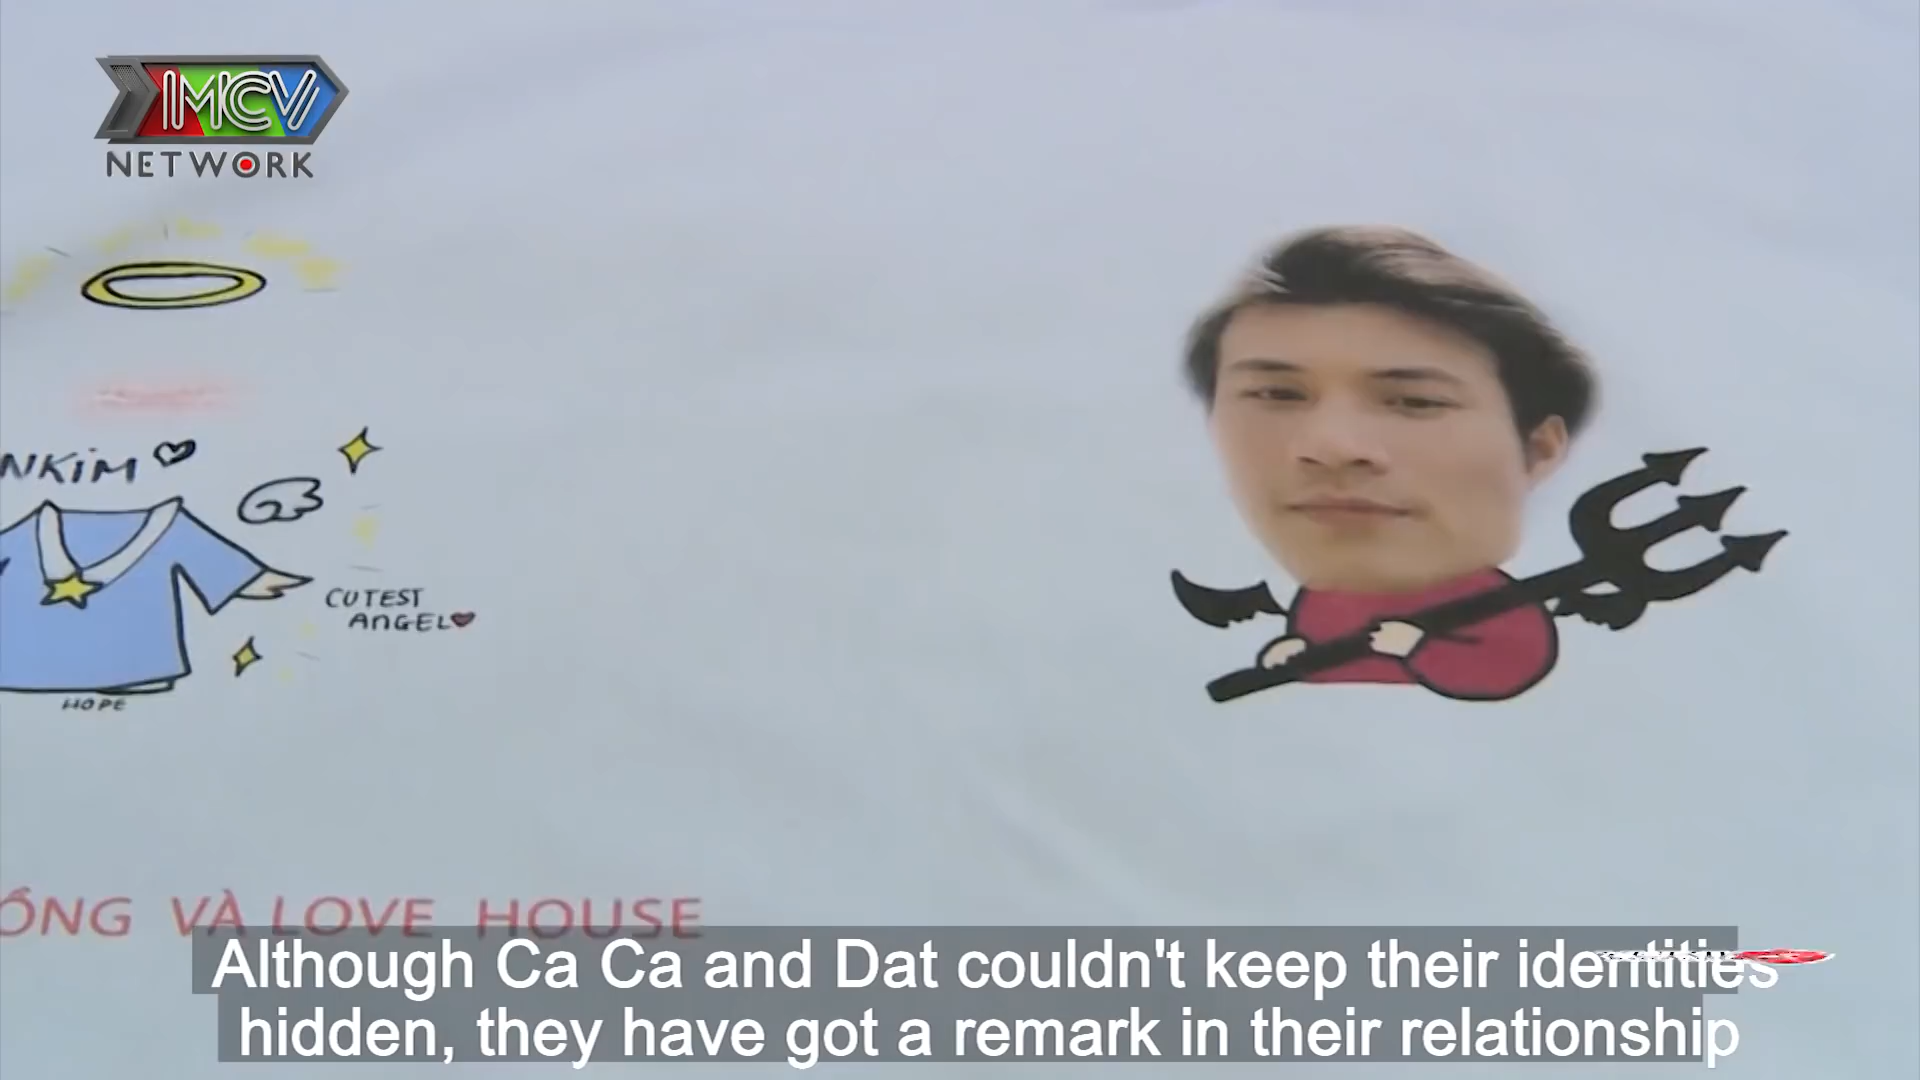 MCV
NETWORK
NKIM
CUTEST
ANGEL
HOPE
ỐNG VÀ LOVE HOUSE
Although Ca Ca and Dat couldn't keep their identities
hidden, they have got a remark in their relationship